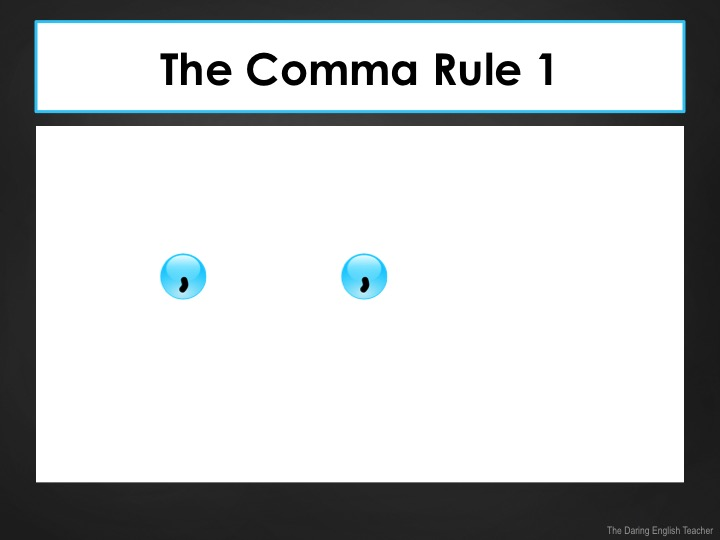 The Comma Rule 1
, ,
The Daring English Teacher